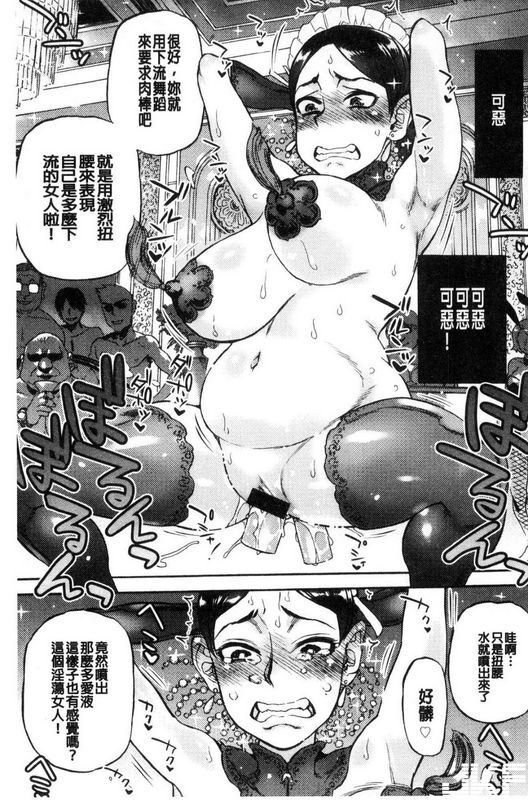 可惡
很好，妳就
用下流舞蹈
來要求肉棒吧
就是用激烈扭
腰來表現
自己是多麼下
流的女人啦！
可惡
可惡
可惡！
哇啊…
只是扭腰
水就噴出來了
好髒♡
竟然噴出
那麼多愛液
這樣子也有感覺嗎？
這個淫蕩女人！